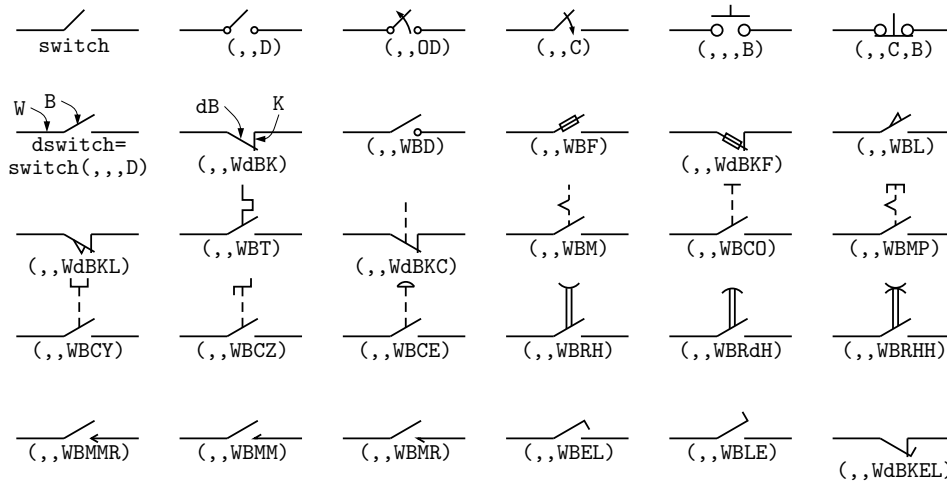 switch (,,D) (,,OD) (,,C) (,,,B) (,,C,B)
W B dB K
dswitch= (,,WBD) (,,WBF) (,,WBL)
switch(,,,D) (,,WdBK) (,,WdBKF)
(,,WBT) (,,WBM) (,,WBCO) (,,WBMP)
(,,WdBKL) (,,WdBKC)
(,,WBCY) (,,WBCZ) (,,WBCE) (,,WBRH) (,,WBRdH) (,,WBRHH)
(,,WBMMR) (,,WBMM) (,,WBMR) (,,WBEL) (,,WBLE)
(,,WdBKEL)